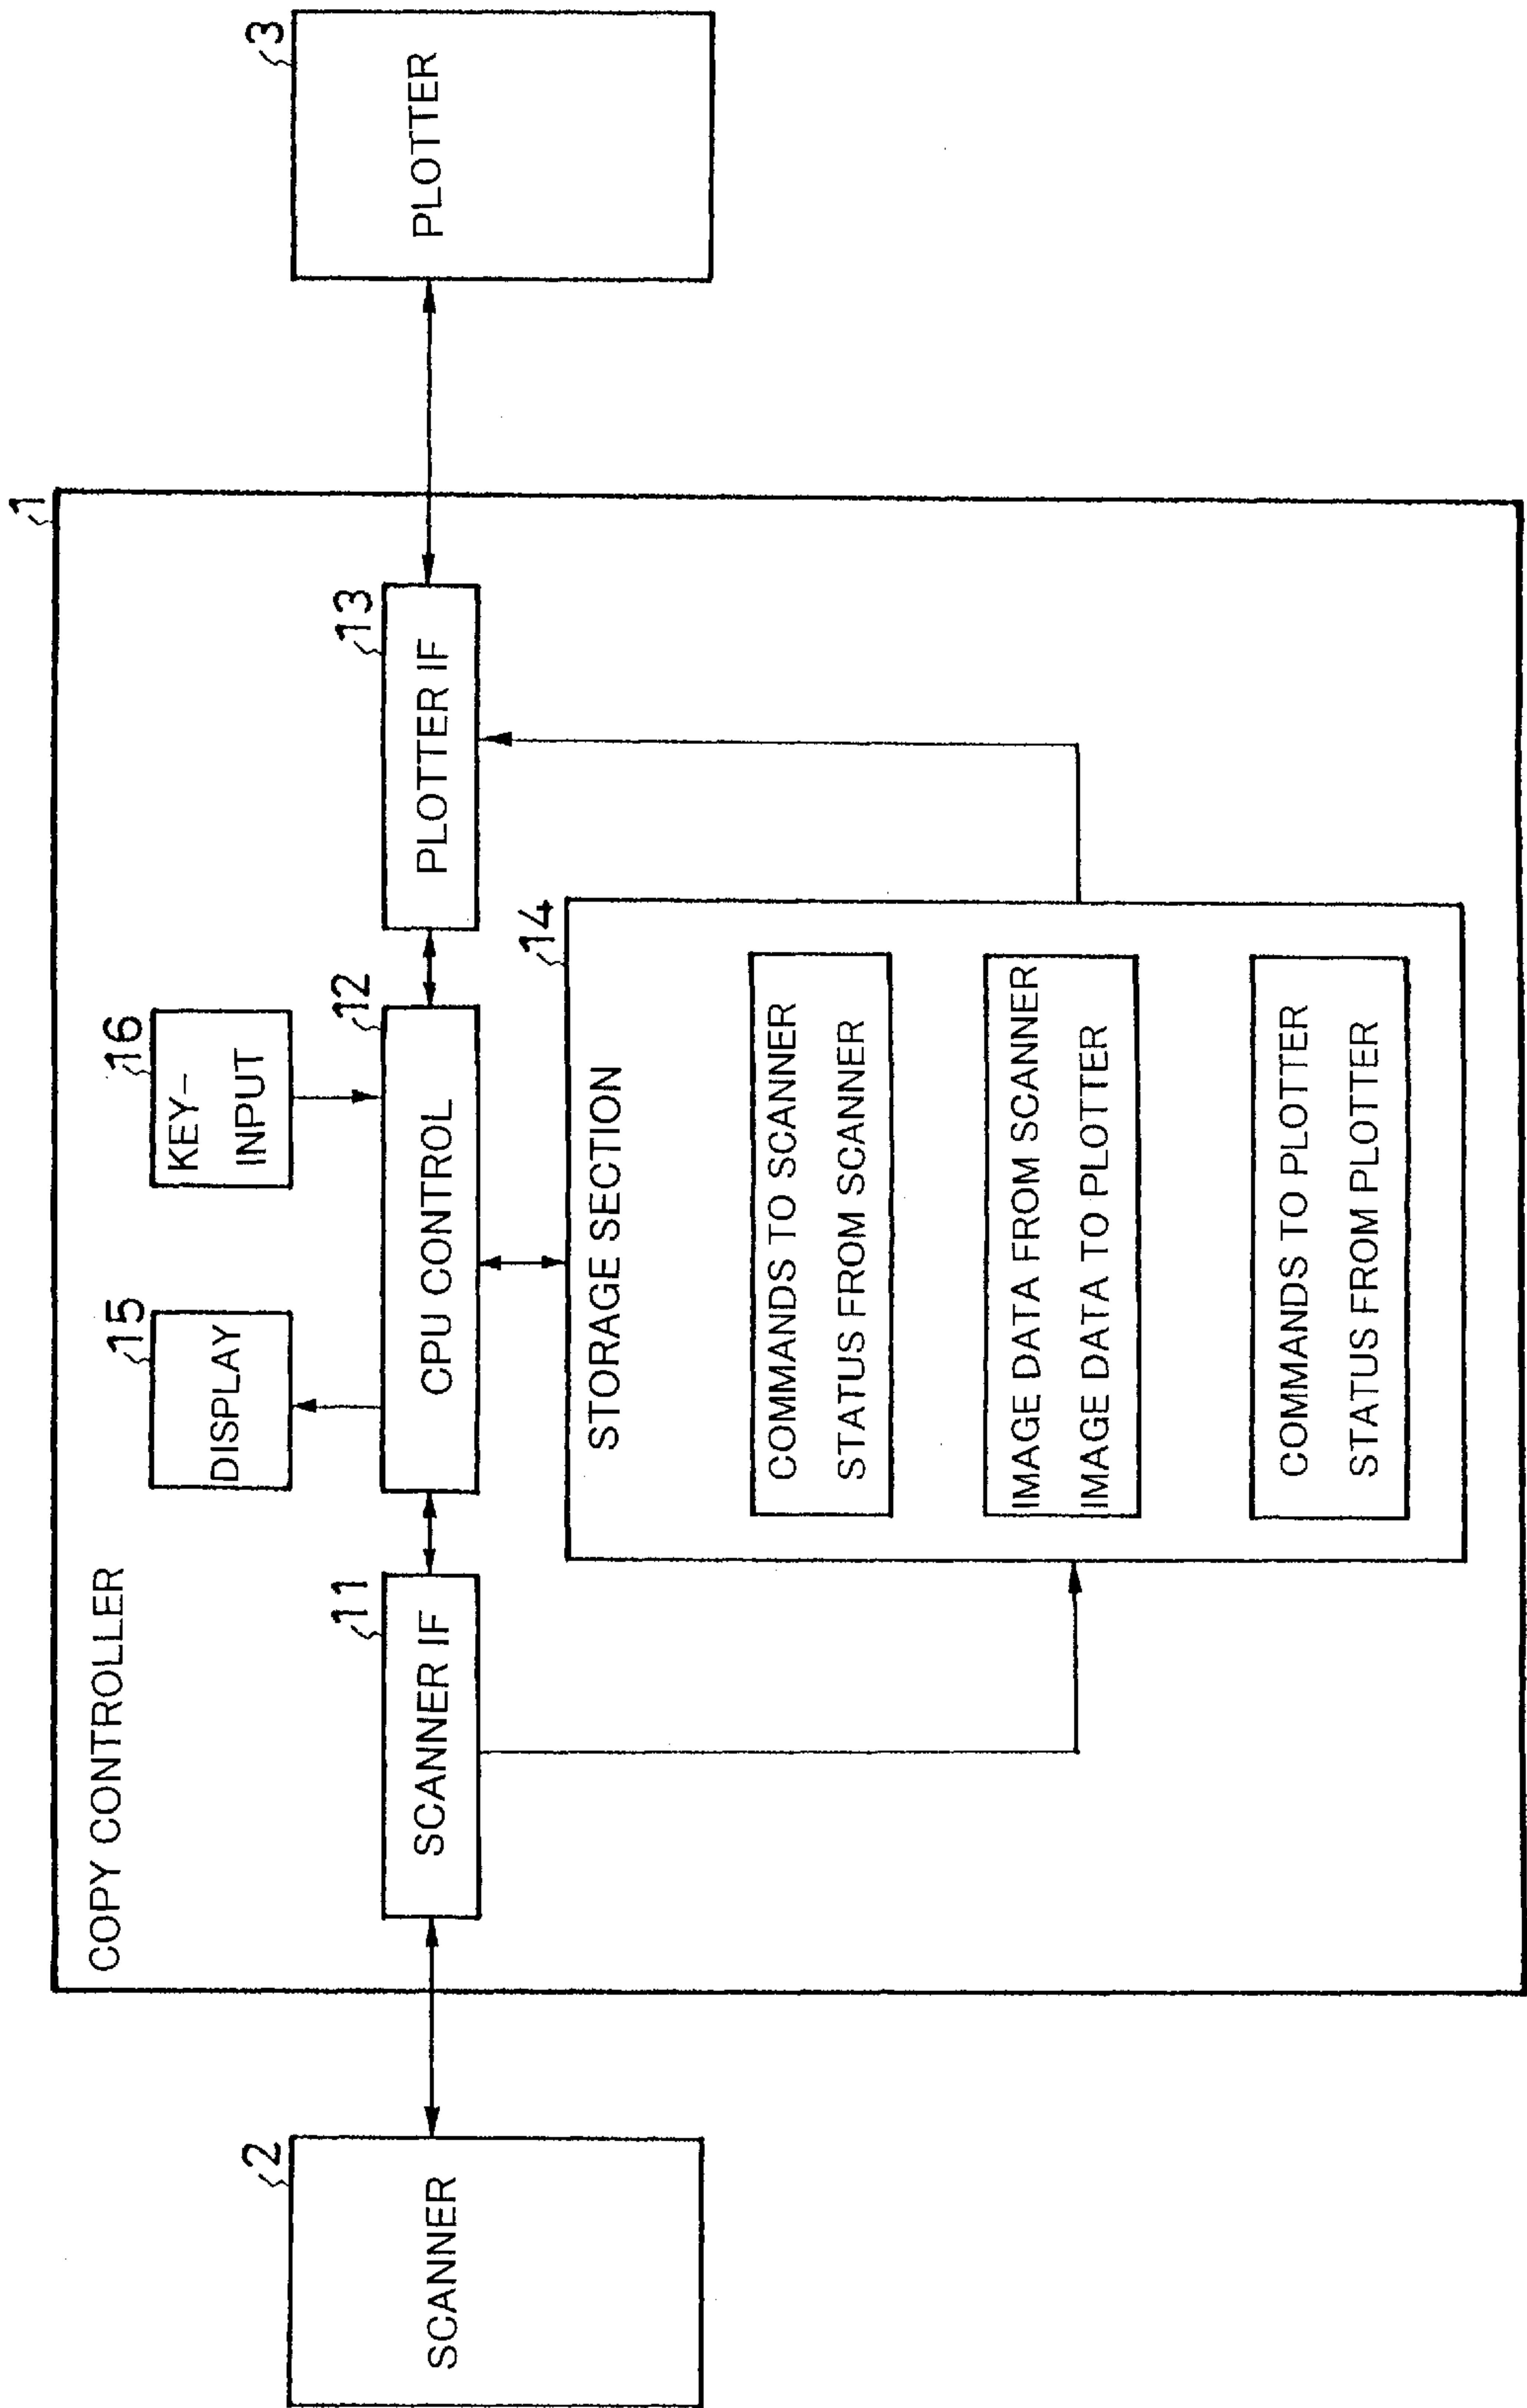 1
COPY CONTROLLER
2
SCANNER
11
SCANNER IF
15
DISPLAY
16
KEY-
INPUT
12
CPU CONTROL
13
PLOTTER IF
3
PLOTTER
14
STORAGE SECTION
COMMANDS TO SCANNER
STATUS FROM SCANNER
IMAGE DATA FROM SCANNER
IMAGE DATA TO PLOTTER
COMMANDS TO PLOTTER
STATUS FROM PLOTTER